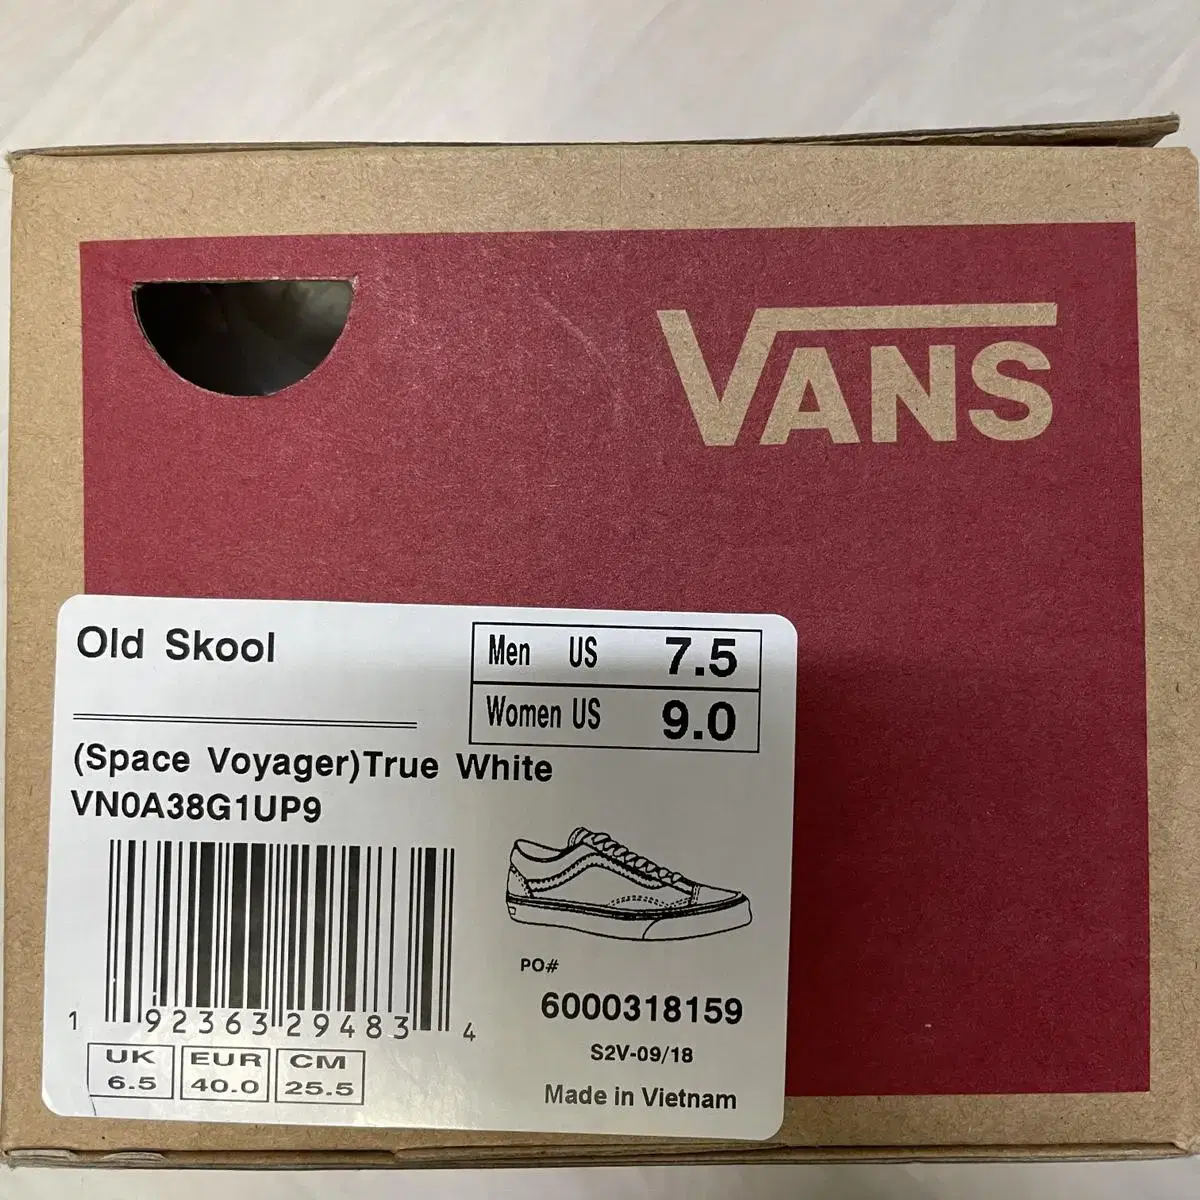 VANS
Old Skool
Men US 7.5
Women US 9.0
(Space Voyager)True White
VN0A38G1UP9
1 92363 29483 4
PO#
6000318159
S2V-09/18
Made in Vietnam
UK EUR CM
6.5 40.0 25.5